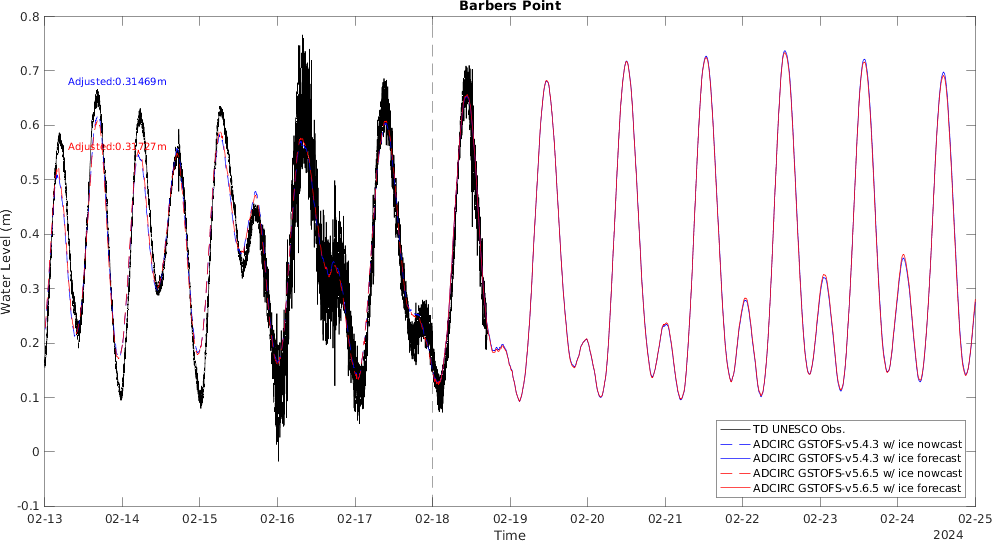 Barbers Point
0.8
0.7
0.6
0.5
0.4
0.3
0.2
0.1
0
-0.1
Water Level (m)
Adjusted:0.31469m
Adjusted:0.31727m
TD UNESCO Obs.
ADCIRC GSTOFS-v5.4.3 w/ ice nowcast
ADCIRC GSTOFS-v5.4.3 w/ ice forecast
ADCIRC GSTOFS-v5.6.5 w/ ice nowcast
ADCIRC GSTOFS-v5.6.5 w/ ice forecast
02-13 02-14 02-15 02-16 02-17 02-18 02-19 02-20 02-21 02-22 02-23 02-24 02-25
Time
2024